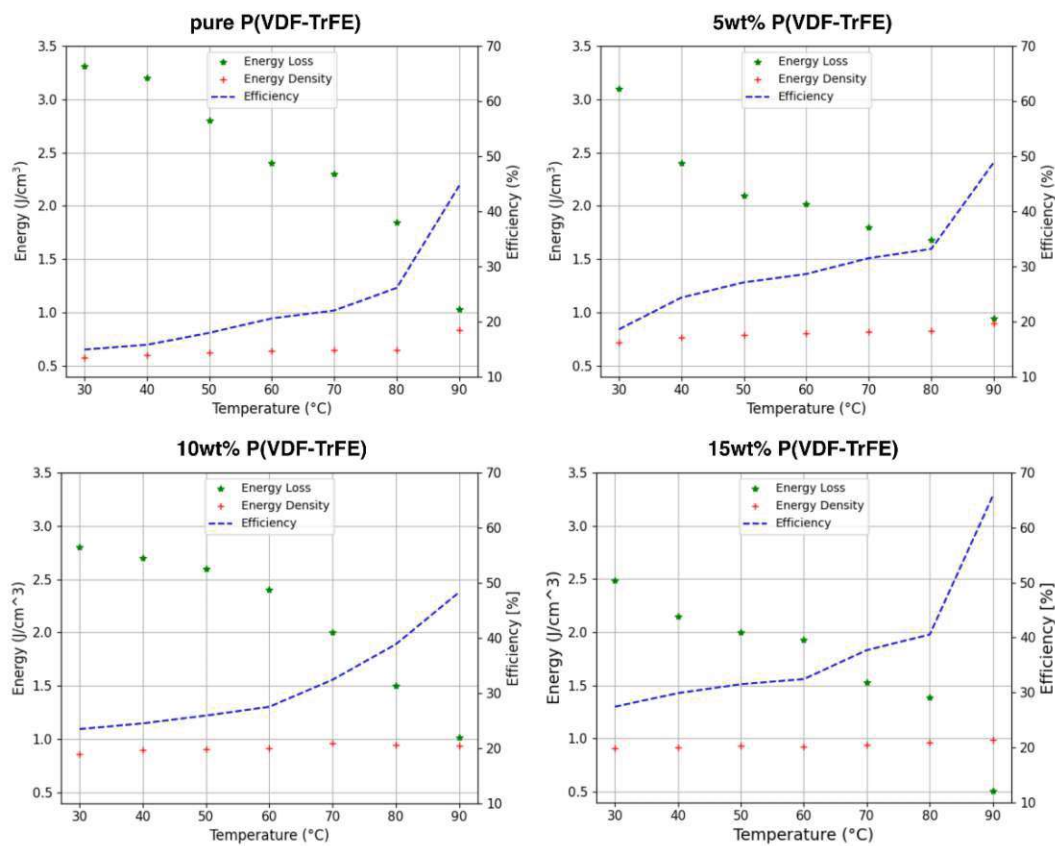 pure P(VDF-TrFE)
3.5
3.0
2.5
2.0
1.5
1.0
0.5
Energy (J/cm³)
Energy Loss
Energy Density
Efficiency
70
60
50
40
30
20
10
Efficiency (%)
30 40 50 60 70 80 90
Temperature (°C)
5wt% P(VDF-TrFE)
3.5
3.0
2.5
2.0
1.5
1.0
0.5
Energy (J/cm³)
Energy Loss
Energy Density
Efficiency
70
60
50
40
30
20
10
Efficiency (%)
30 40 50 60 70 80 90
Temperature (°C)
10wt% P(VDF-TrFE)
3.5
3.0
2.5
2.0
1.5
1.0
0.5
Energy (J/cm^3)
Energy Loss
Energy Density
Efficiency
70
60
50
40
30
20
10
Efficiency [%]
30 40 50 60 70 80 90
Temperature (°C)
15wt% P(VDF-TrFE)
3.5
3.0
2.5
2.0
1.5
1.0
0.5
Energy (J/cm^3)
Energy Loss
Energy Density
Efficiency
70
60
50
40
30
20
10
Efficiency [%]
30 40 50 60 70 80 90
Temperature (°C)